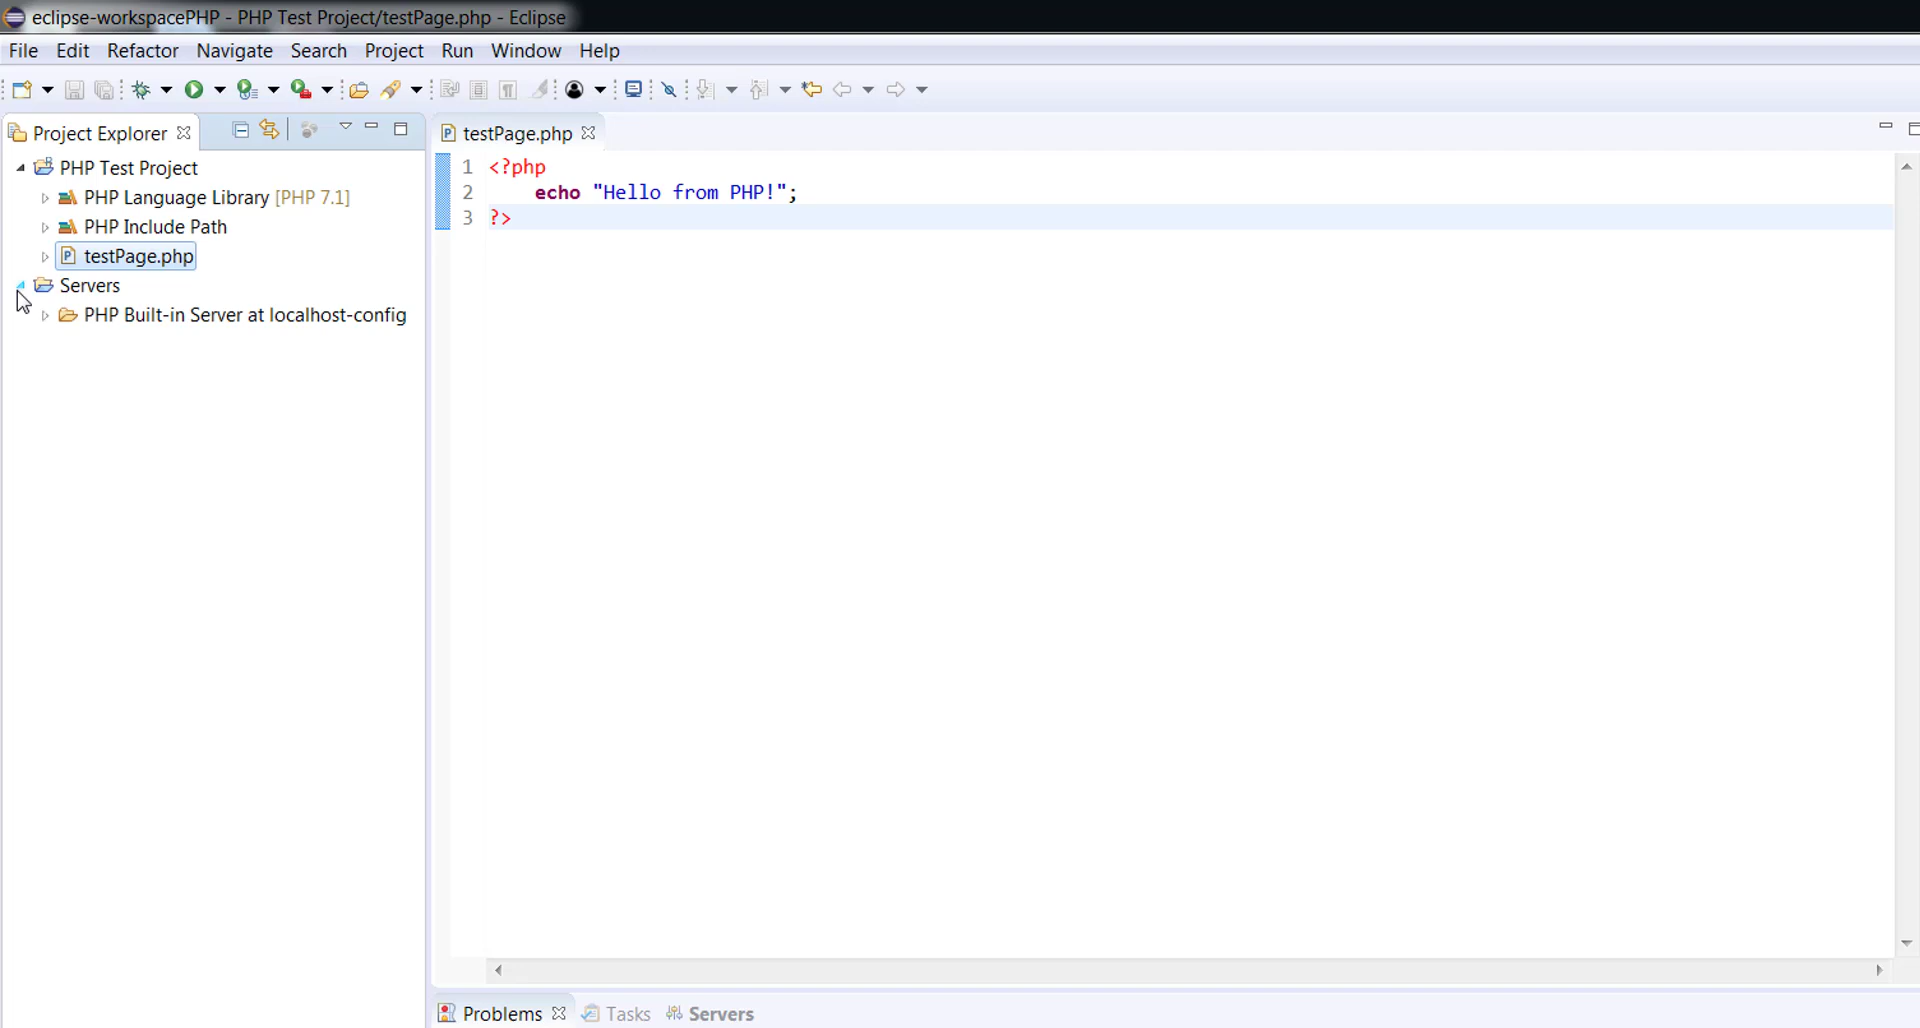 eclipse-workspacePHP - PHP Test Project/testPage.php - Eclipse
File Edit Refactor Navigate Search Project Run Window Help
Project Explorer
PHP Test Project
PHP Language Library [PHP 7.1]
PHP Include Path
testPage.php
Servers
PHP Built-in Server at localhost-config
testPage.php
1 <?php
2 echo "Hello from PHP!";
3 ?>
Problems Tasks Servers